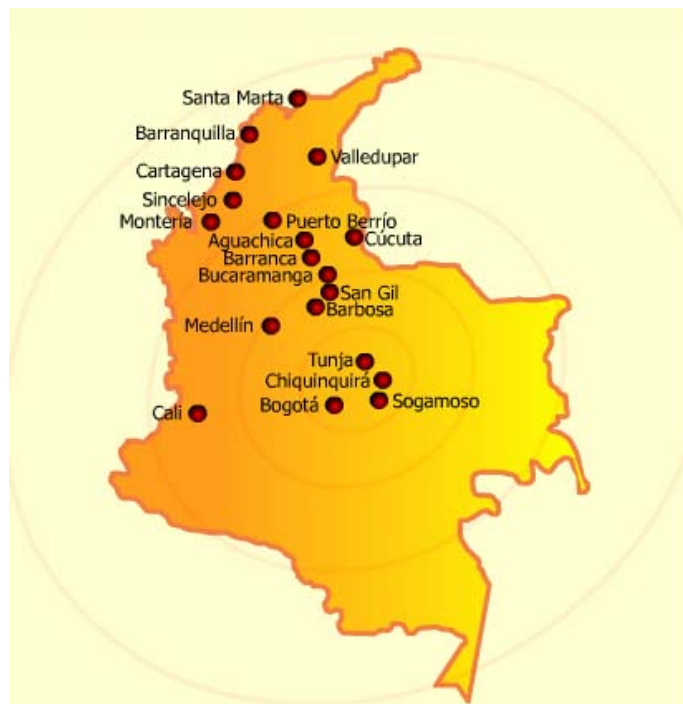 Santa Marta
Barranquilla
Valledupar
Cartagena
Sincelejo
Montería
Puerto Berrío
Aguachica
Cúcuta
Barranca
Bucaramanga
San Gil
Barbosa
Medellín
Tunja
Chiquinquirá
Sogamoso
Bogotá
Cali